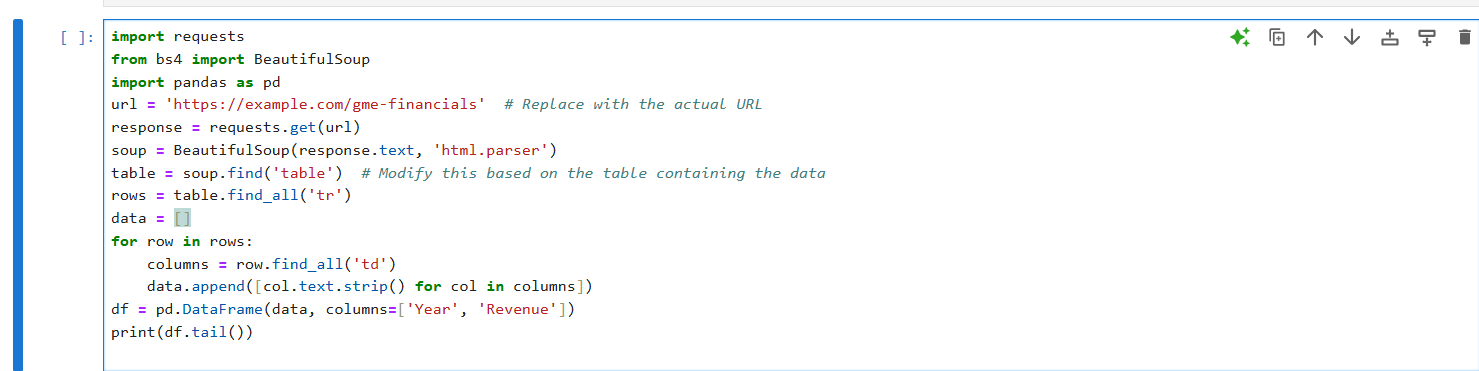 [ ]:
import requests
from bs4 import BeautifulSoup
import pandas as pd
url = 'https://example.com/gme-financials'  # Replace with the actual URL
response = requests.get(url)
soup = BeautifulSoup(response.text, 'html.parser')
table = soup.find('table')  # Modify this based on the table containing the data
rows = table.find_all('tr')
data = []
for row in rows:
    columns = row.find_all('td')
    data.append([col.text.strip() for col in columns])
df = pd.DataFrame(data, columns=['Year', 'Revenue'])
print(df.tail())